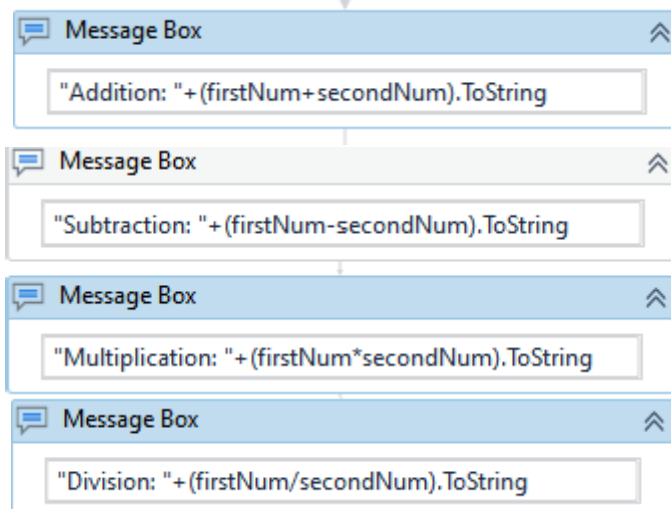 Message Box
"Addition: "+(firstNum+secondNum).ToString
Message Box
"Subtraction: "+(firstNum-secondNum).ToString
Message Box
"Multiplication: "+(firstNum*secondNum).ToString
Message Box
"Division: "+(firstNum/secondNum).ToString